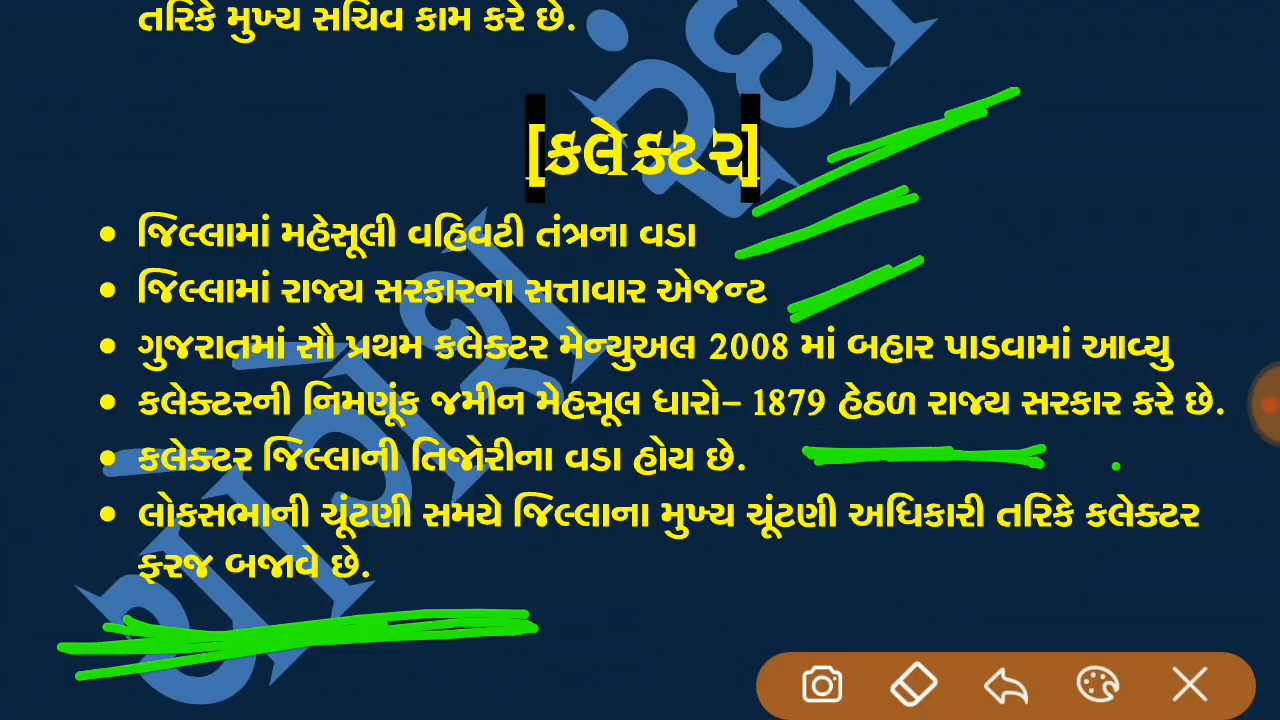 તરિકે મુખ્ય સચિવ કામ કરે છે.
[કલેક્ટર]
• જિલ્લામાં મહેસૂલી વહિવટી તંત્રના વડા
• જિલ્લામાં રાજ્ય સરકારના સત્તાવાર એજન્ટ
• ગુજરાતમાં સૌ પ્રથમ કલેક્ટર મેન્યુઅલ 2008 માં બહાર પાડવામાં આવ્યુ
• કલેક્ટરની નિમણૂંક જમીન મેહસૂલ ધારો– 1879 હેઠળ રાજ્ય સરકાર કરે છે.
• કલેક્ટર જિલ્લાની તિજોરીના વડા હોય છે.
• લોકસભાની ચૂંટણી સમયે જિલ્લાના મુખ્ય ચૂંટણી અધિકારી તરિકે કલેક્ટર
ફરજ બજાવે છે.